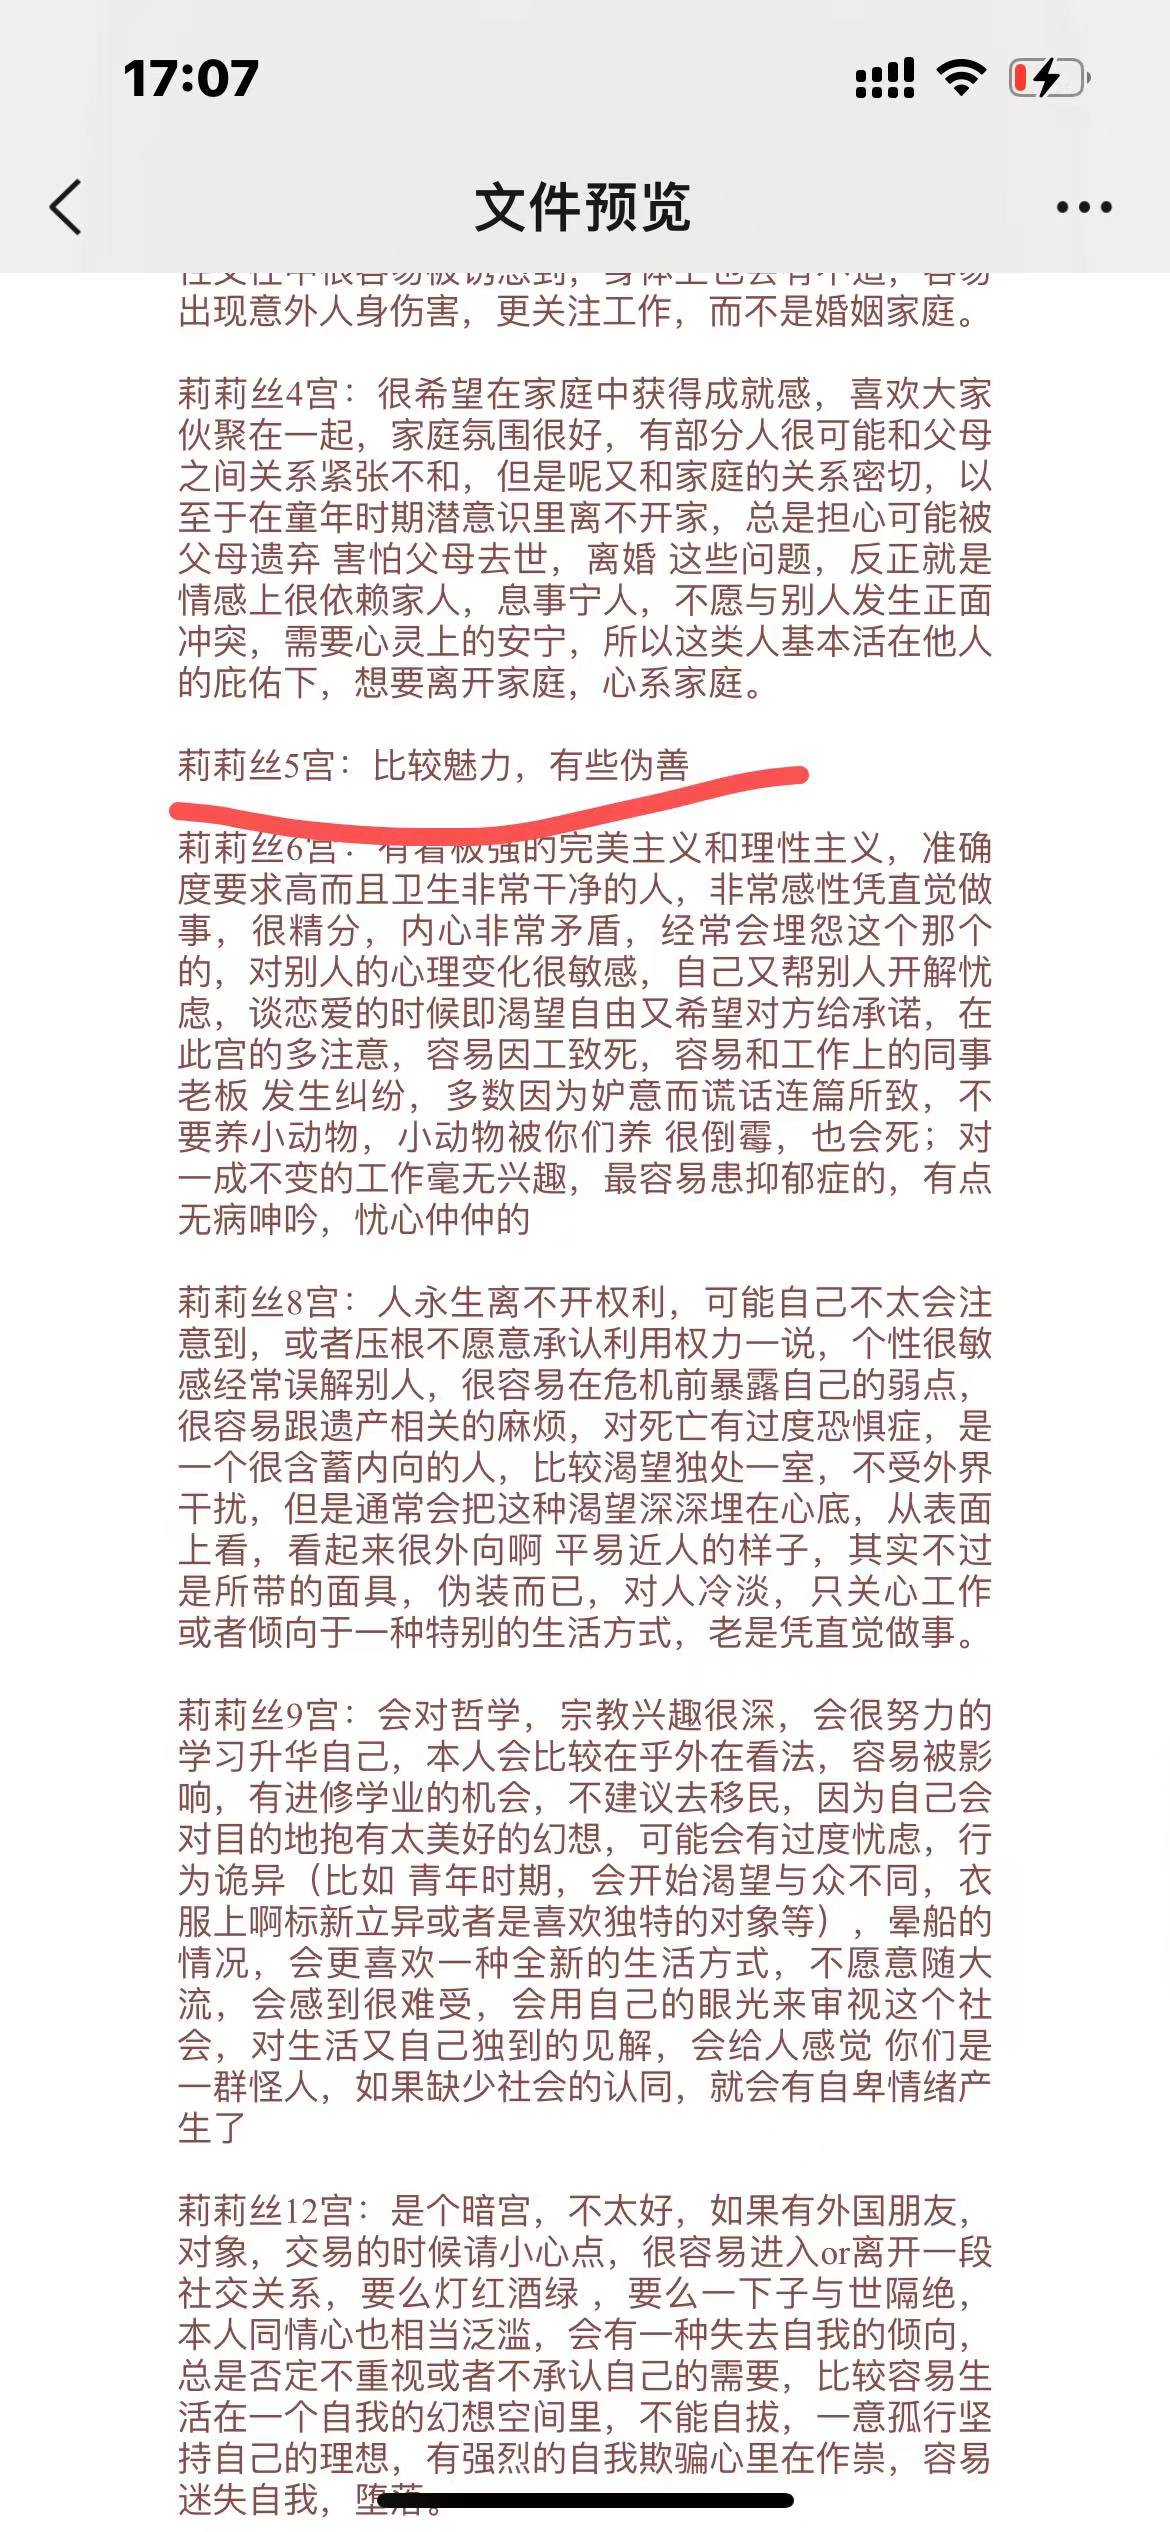 17:07
文件预览
性交往中很容易被诱惑到，身体上也会有不适，容易
出现意外人身伤害，更关注工作，而不是婚姻家庭。
莉莉丝4宫：很希望在家庭中获得成就感，喜欢大家
伙聚在一起，家庭氛围很好，有部分人很可能和父母
之间关系紧张不和，但是呢又和家庭的关系密切，以
至于在童年时期潜意识里离不开家，总是担心可能被
父母遗弃 害怕父母去世，离婚 这些问题，反正就是
情感上很依赖家人，息事宁人，不愿与别人发生正面
冲突，需要心灵上的安宁，所以这类人基本活在他人
的庇佑下，想要离开家庭，心系家庭。
莉莉丝5宫：比较魅力，有些伪善
莉莉丝6宫：有着极强的完美主义和理性主义，准确
度要求高而且卫生非常干净的人，非常感性凭直觉做
事，很精分，内心非常矛盾，经常会埋怨这个那个
的，对别人的心理变化很敏感，自己又帮别人开解忧
虑，谈恋爱的时候即渴望自由又希望对方给承诺，在
此宫的多注意，容易因工致死，容易和工作上的同事
老板 发生纠纷，多数因为妒意而谎话连篇所致，不
要养小动物，小动物被你们养 很倒霉，也会死；对
一成不变的工作毫无兴趣，最容易患抑郁症的，有点
无病呻吟，忧心忡忡的
莉莉丝8宫：人永生离不开权利，可能自己不太会注
意到，或者压根不愿意承认利用权力一说，个性很敏
感经常误解别人，很容易在危机前暴露自己的弱点，
很容易跟遗产相关的麻烦，对死亡有过度恐惧症，是
一个很含蓄内向的人，比较渴望独处一室，不受外界
干扰，但是通常会把这种渴望深深埋在心底，从表面
上看，看起来很外向啊 平易近人的样子，其实不过
是所带的面具，伪装而已，对人冷淡，只关心工作
或者倾向于一种特别的生活方式，老是凭直觉做事。
莉莉丝9宫：会对哲学，宗教兴趣很深，会很努力的
学习升华自己，本人会比较在乎外在看法，容易被影
响，有进修学业的机会，不建议去移民，因为自己会
对目的地抱有太美好的幻想，可能会有过度忧虑，行
为诡异（比如 青年时期，会开始渴望与众不同，衣
服上啊标新立异或者是喜欢独特的对象等），晕船的
情况，会更喜欢一种全新的生活方式，不愿意随大
流，会感到很难受，会用自己的眼光来审视这个社
会，对生活又自己独到的见解，会给人感觉 你们是
一群怪人，如果缺少社会的认同，就会有自卑情绪产
生了
莉莉丝12宫：是个暗宫，不太好，如果有外国朋友，
对象，交易的时候请小心点，很容易进入or离开一段
社交关系，要么灯红酒绿 ，要么一下子与世隔绝，
本人同情心也相当泛滥，会有一种失去自我的倾向，
总是否定不重视或者不承认自己的需要，比较容易生
活在一个自我的幻想空间里，不能自拔，一意孤行坚
持自己的理想，有强烈的自我欺骗心里在作祟，容易
迷失自我，堕落。